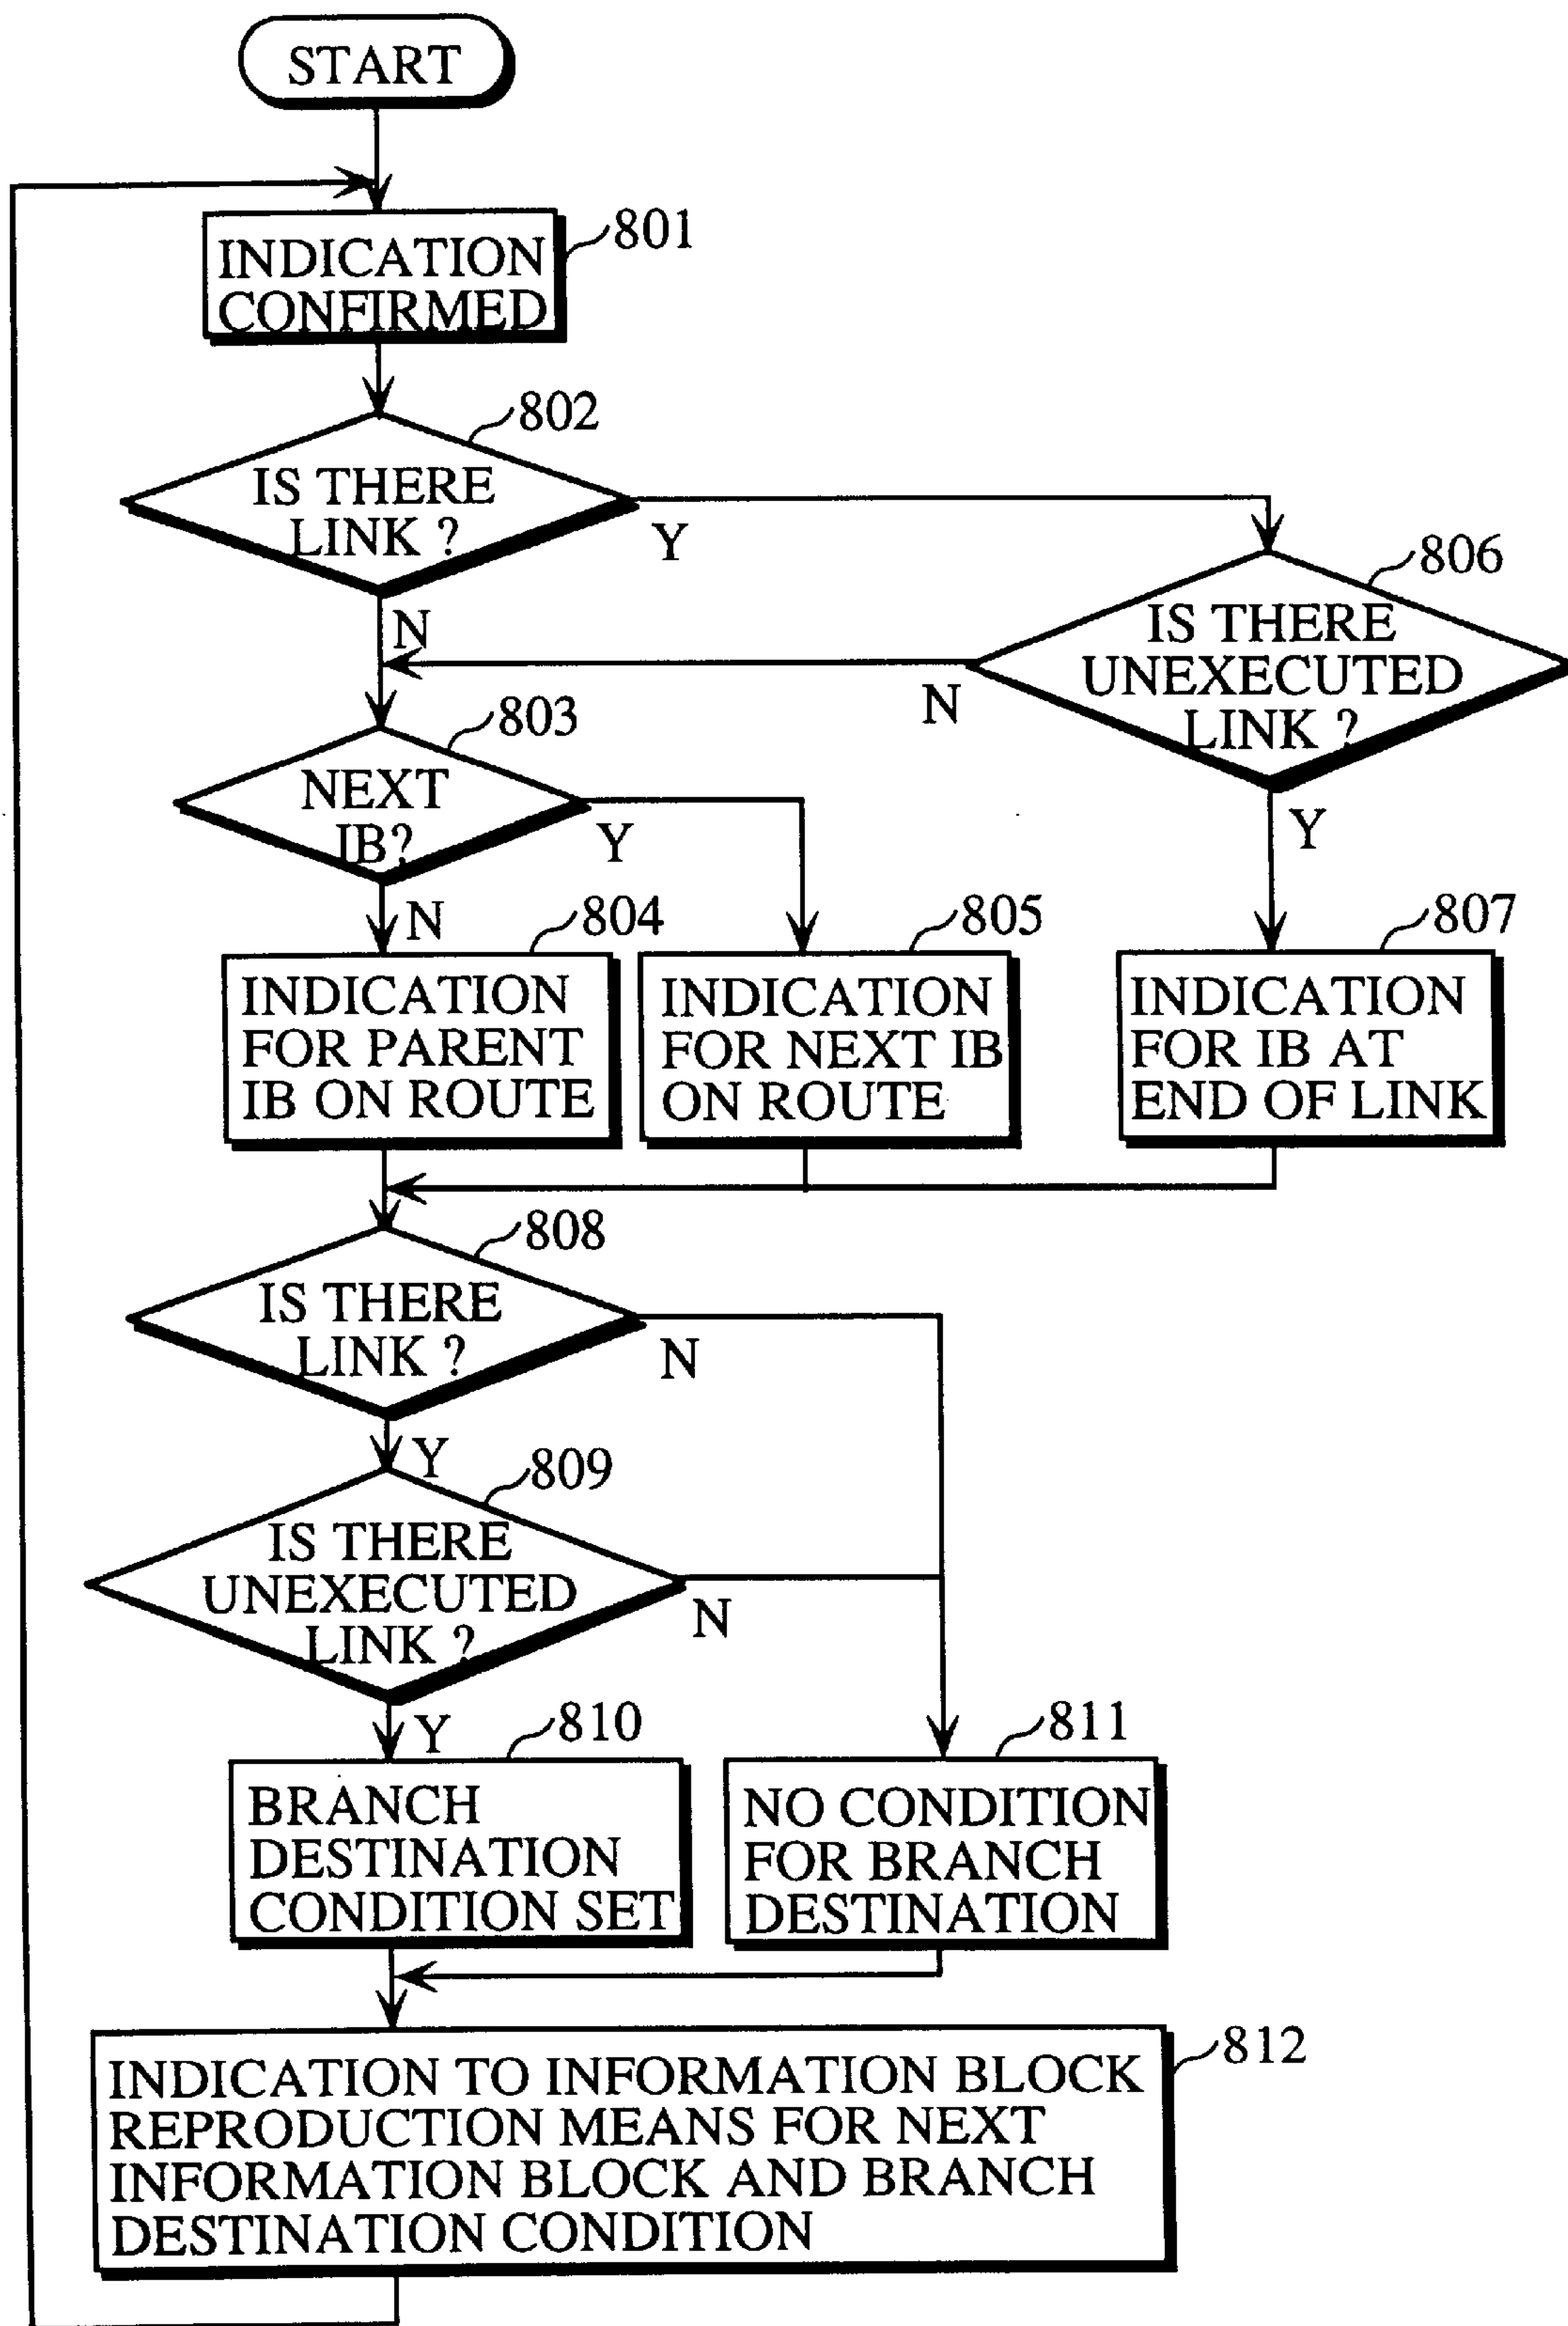 START
801
INDICATION
CONFIRMED
802
IS THERE
LINK ?
Y
N
806
IS THERE
UNEXECUTED
LINK ?
N
Y
803
NEXT
IB?
Y
N
804
INDICATION
FOR PARENT
IB ON ROUTE
805
INDICATION
FOR NEXT IB
ON ROUTE
807
INDICATION
FOR IB AT
END OF LINK
808
IS THERE
LINK ?
N
Y
809
IS THERE
UNEXECUTED
LINK ?
N
Y
810
BRANCH
DESTINATION
CONDITION SET
811
NO CONDITION
FOR BRANCH
DESTINATION
812
INDICATION TO INFORMATION BLOCK
REPRODUCTION MEANS FOR NEXT
INFORMATION BLOCK AND BRANCH
DESTINATION CONDITION